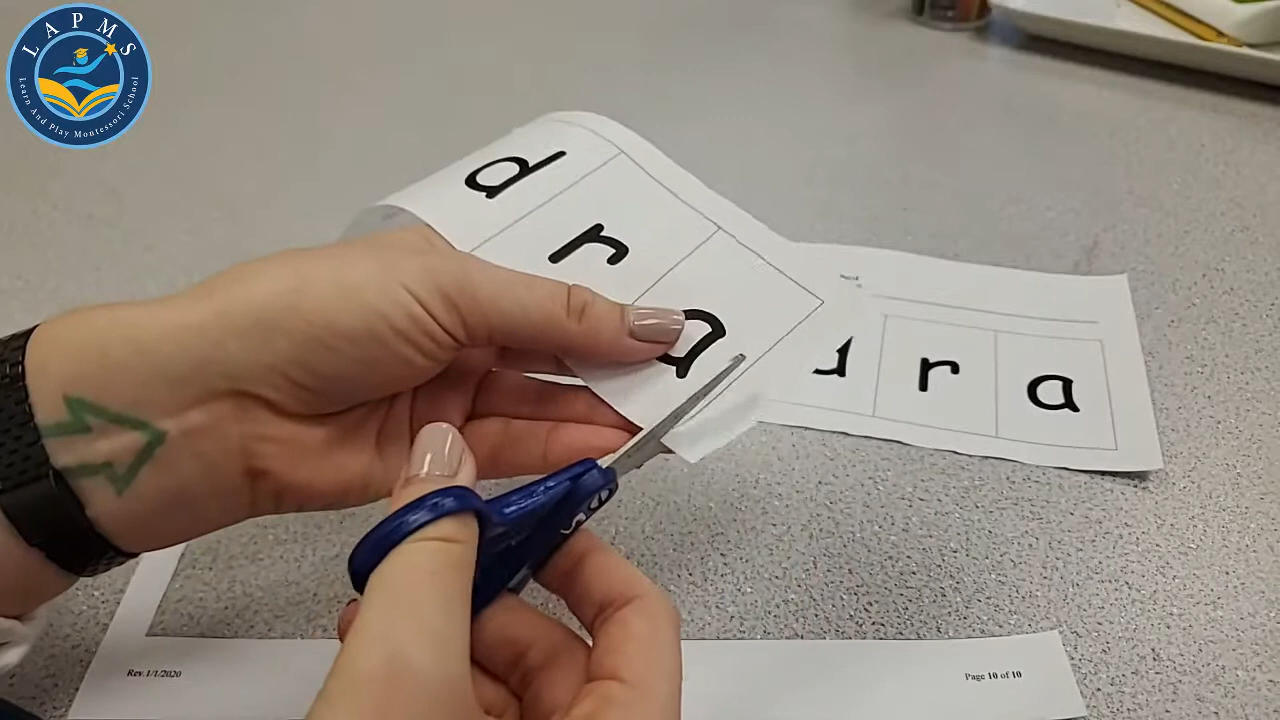 LAPMS
Learn And Play Montessori School
d r a
r a
Rev.1/1/2020
Page 10 of 10